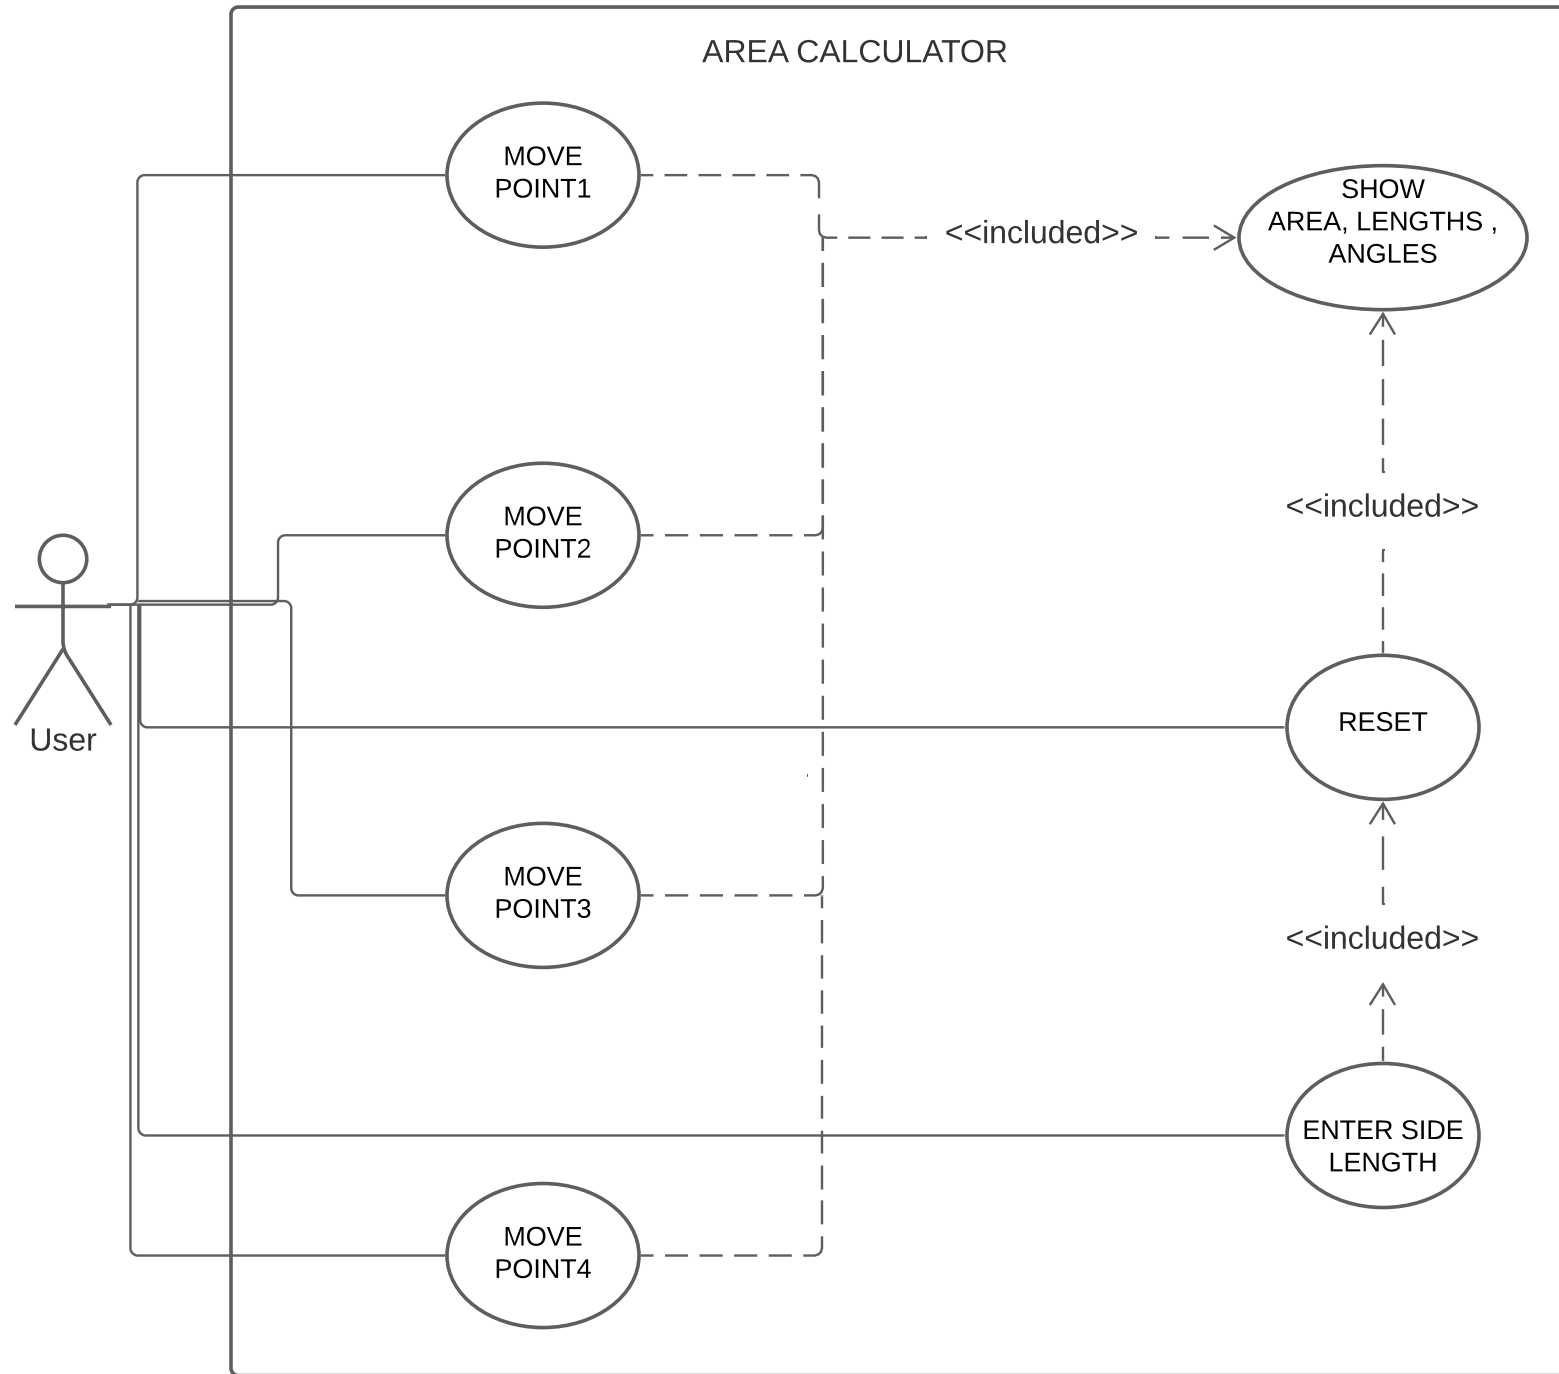 AREA CALCULATOR
MOVE
POINT1
SHOW
AREA, LENGTHS ,
ANGLES
<<included>>
MOVE
POINT2
<<included>>
User
RESET
MOVE
POINT3
<<included>>
ENTER SIDE
LENGTH
MOVE
POINT4